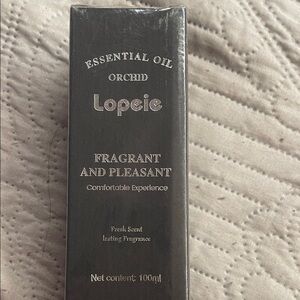 ESSENTIAL OIL
ORCHID
Lopeie
FRAGRANT
AND PLEASANT
Comfortable Experience
Fresh Scent
lasting Fragrance
Net content: 100ml